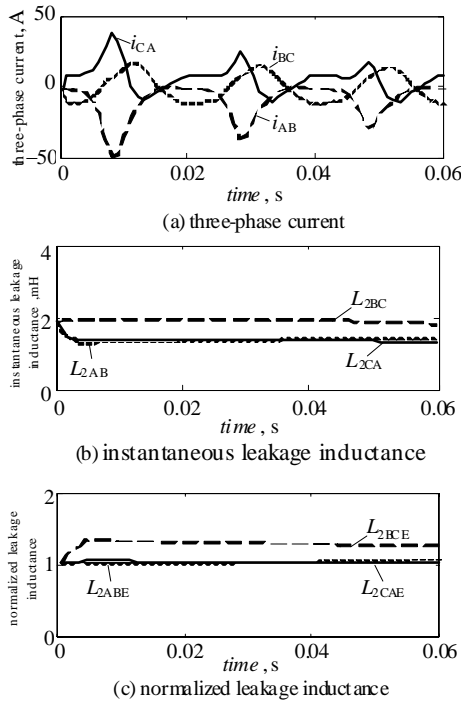 three-phase current, A
50
0
−50
i_CA
i_BC
i_AB
0 0.02 0.04 0.06
time, s
(a) three-phase current
instantaneous leakage
inductance ,mH
4
2
0
L_2BC
L_2AB
L_2CA
0 0.02 0.04 0.06
time, s
(b) instantaneous leakage inductance
normalized leakage
inductance
2
1
0
L_2BCE
L_2ABE
L_2CAE
0 0.02 0.04 0.06
time, s
(c) normalized leakage inductance